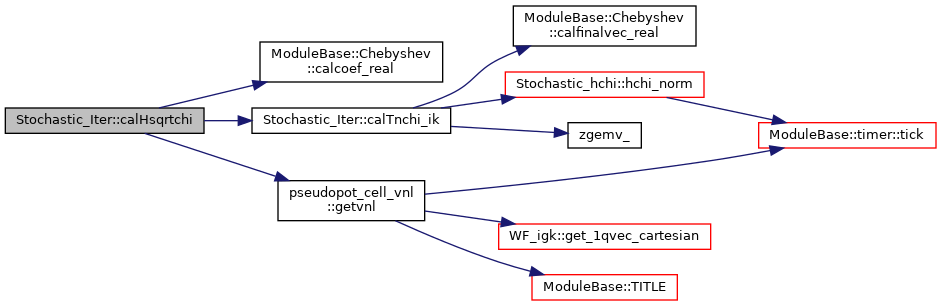 ModuleBase::Chebyshev
::calfinalvec_real
ModuleBase::Chebyshev
::calcoef_real
Stochastic_hchi::hchi_norm
Stochastic_Iter::calHsqrtchi
Stochastic_Iter::calTnchi_ik
zgemv_
ModuleBase::timer::tick
pseudopot_cell_vnl
::getvnl
WF_igk::get_1qvec_cartesian
ModuleBase::TITLE